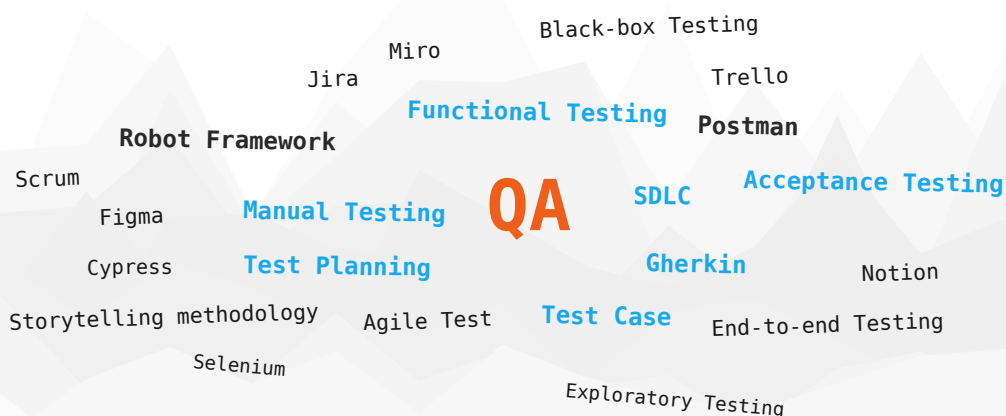 Black-box Testing
Miro
Jira
Trello
Functional Testing
Postman
Robot Framework
Scrum
Acceptance Testing
SDLC
QA
Manual Testing
Figma
Cypress
Test Planning
Gherkin
Notion
Storytelling methodology
Agile Test
Test Case
End-to-end Testing
Selenium
Exploratory Testing